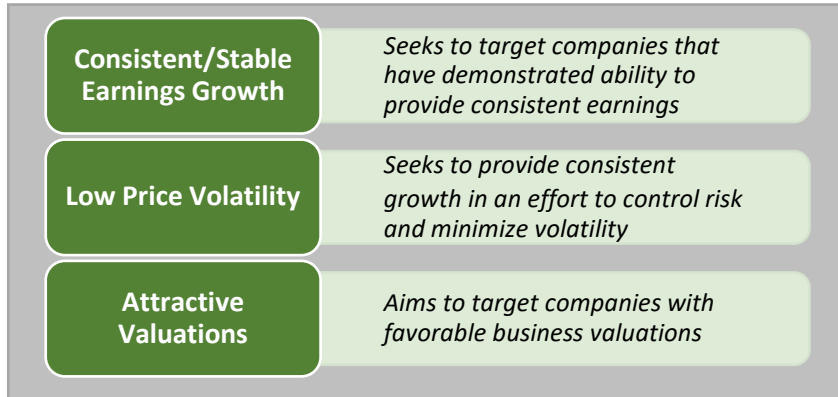 Consistent/Stable
Earnings Growth
Seeks to target companies that
have demonstrated ability to
provide consistent earnings
Low Price Volatility
Seeks to provide consistent
growth in an effort to control risk
and minimize volatility
Attractive
Valuations
Aims to target companies with
favorable business valuations